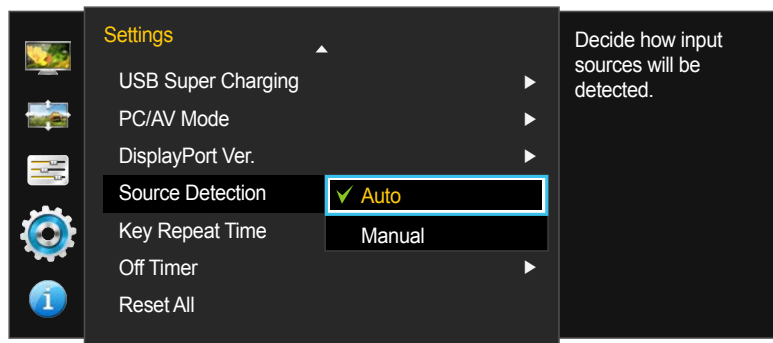 Settings
USB Super Charging
PC/AV Mode
DisplayPort Ver.
Source Detection
Auto
Key Repeat Time
Manual
Off Timer
Reset All
Decide how input
sources will be
detected.